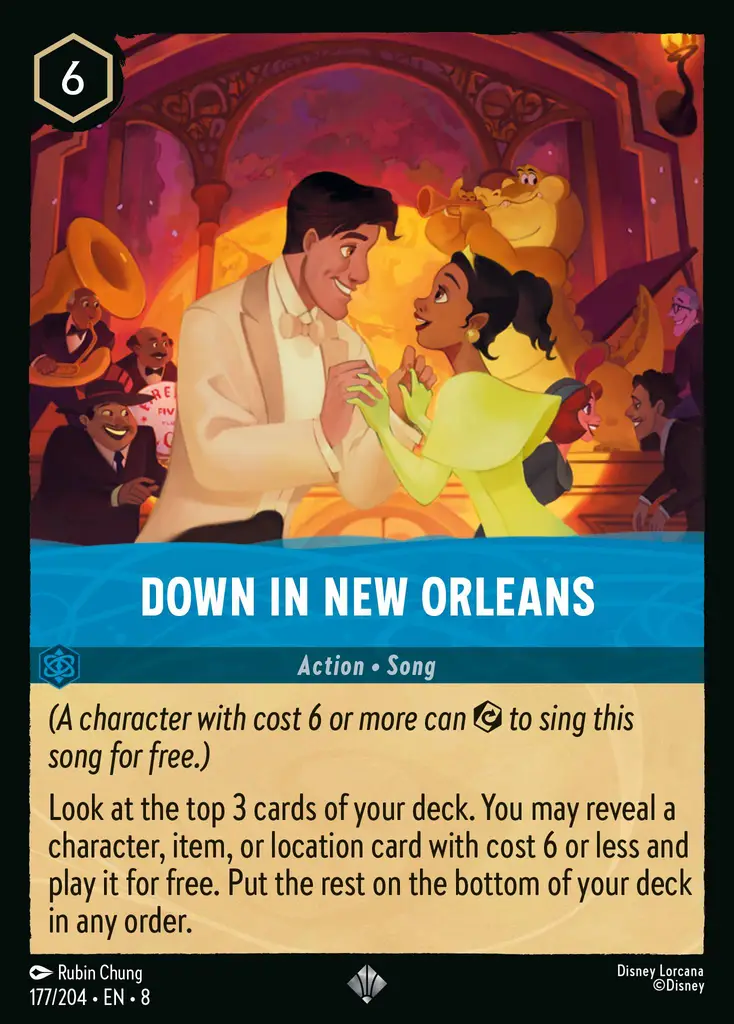 6
FIVE
DOWN IN NEW ORLEANS
Action • Song
(A character with cost 6 or more can to sing this
song for free.)
Look at the top 3 cards of your deck. You may reveal a
character, item, or location card with cost 6 or less and
play it for free. Put the rest on the bottom of your deck
in any order.
Rubin Chung
Disney Lorcana
177/204 • EN • 8
©Disney